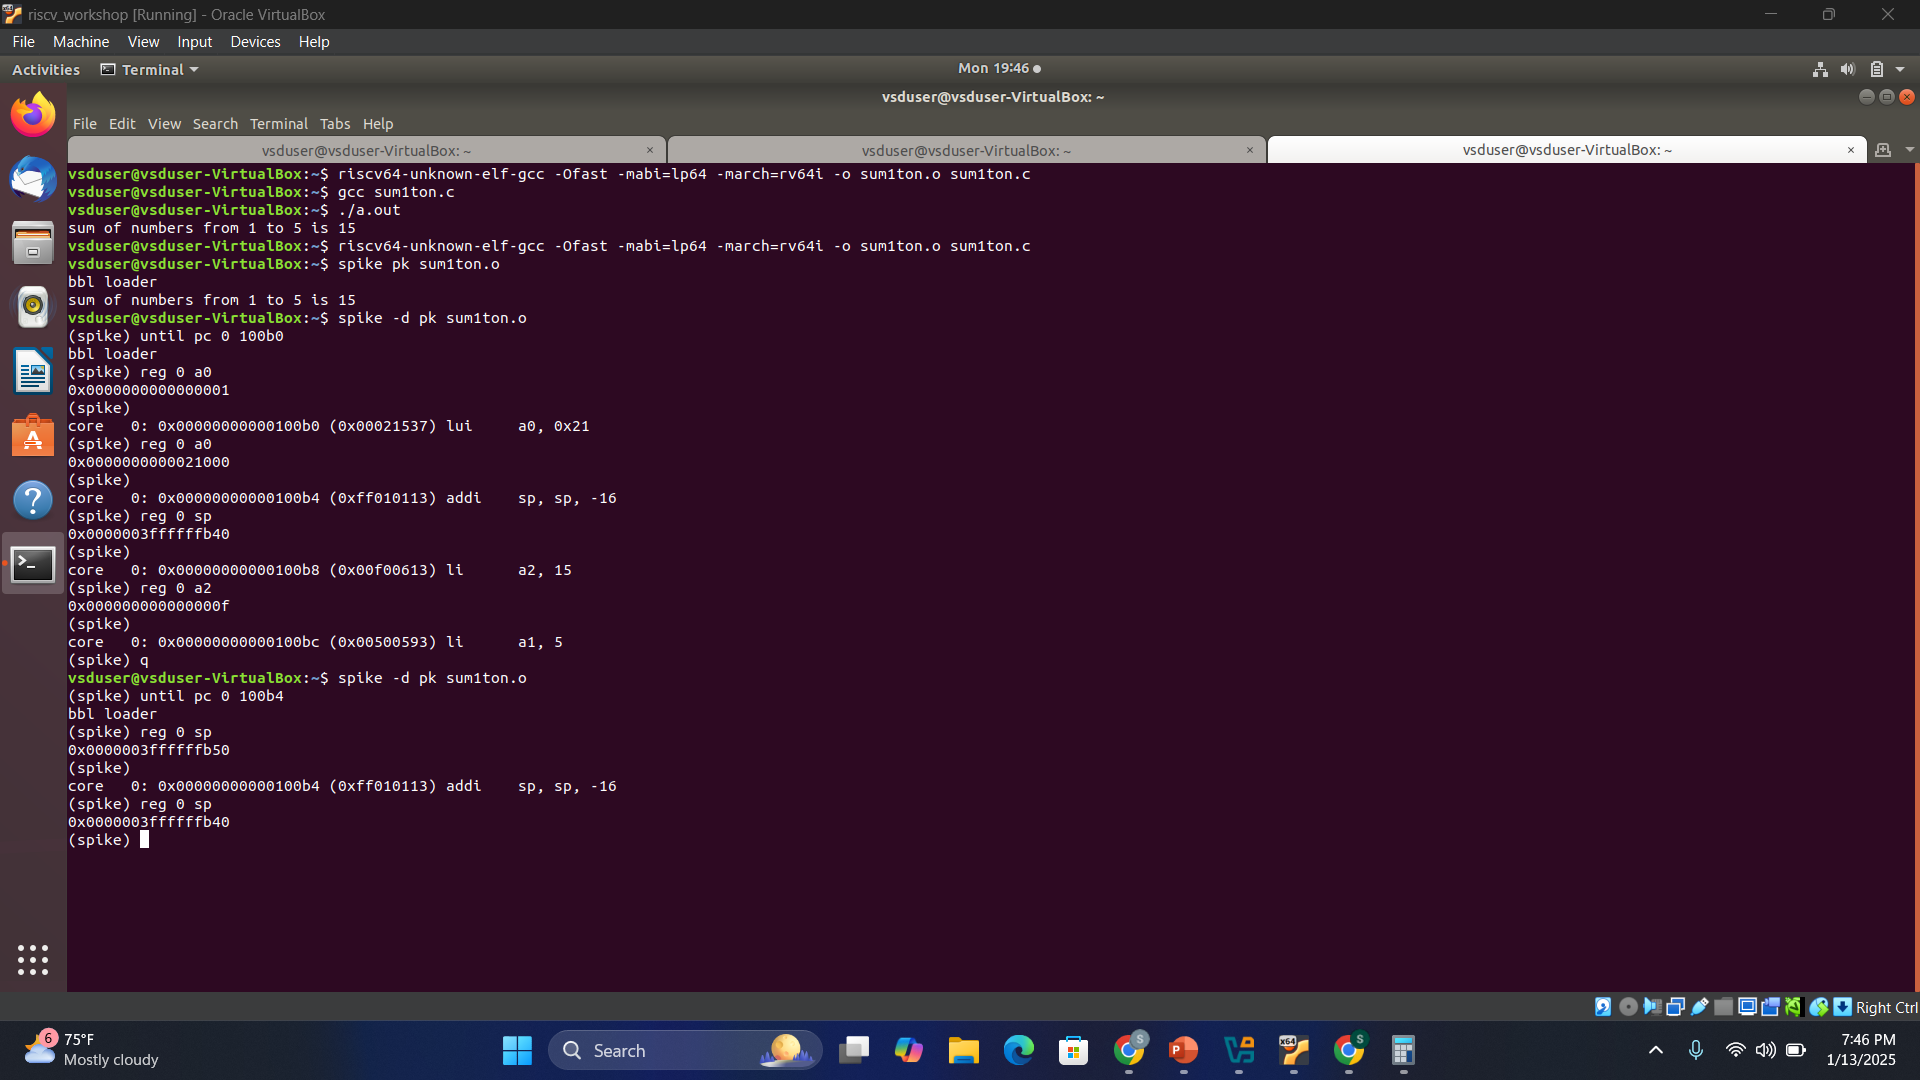 riscv_workshop [Running] - Oracle VirtualBox
File Machine View Input Devices Help
Activities Terminal Mon 19:46
vsduser@vsduser-VirtualBox: ~
File Edit View Search Terminal Tabs Help
vsduser@vsduser-VirtualBox: ~ × vsduser@vsduser-VirtualBox: ~ × vsduser@vsduser-VirtualBox: ~ ×
vsduser@vsduser-VirtualBox:~$ riscv64-unknown-elf-gcc -Ofast -mabi=lp64 -march=rv64i -o sum1ton.o sum1ton.c
vsduser@vsduser-VirtualBox:~$ gcc sum1ton.c
vsduser@vsduser-VirtualBox:~$ ./a.out
sum of numbers from 1 to 5 is 15
vsduser@vsduser-VirtualBox:~$ riscv64-unknown-elf-gcc -Ofast -mabi=lp64 -march=rv64i -o sum1ton.o sum1ton.c
vsduser@vsduser-VirtualBox:~$ spike pk sum1ton.o
bbl loader
sum of numbers from 1 to 5 is 15
vsduser@vsduser-VirtualBox:~$ spike -d pk sum1ton.o
(spike) until pc 0 100b0
bbl loader
(spike) reg 0 a0
0x0000000000000001
(spike)
core   0: 0x00000000000100b0 (0x00021537) lui     a0, 0x21
(spike) reg 0 a0
0x0000000000021000
(spike)
core   0: 0x00000000000100b4 (0xff010113) addi    sp, sp, -16
(spike) reg 0 sp
0x0000003ffffffb40
(spike)
core   0: 0x00000000000100b8 (0x00f00613) li      a2, 15
(spike) reg 0 a2
0x000000000000000f
(spike)
core   0: 0x00000000000100bc (0x00500593) li      a1, 5
(spike) q
vsduser@vsduser-VirtualBox:~$ spike -d pk sum1ton.o
(spike) until pc 0 100b4
bbl loader
(spike) reg 0 sp
0x0000003ffffffb50
(spike)
core   0: 0x00000000000100b4 (0xff010113) addi    sp, sp, -16
(spike) reg 0 sp
0x0000003ffffffb40
(spike)
Right Ctrl
6 75°F
Mostly cloudy
Search
7:46 PM
1/13/2025